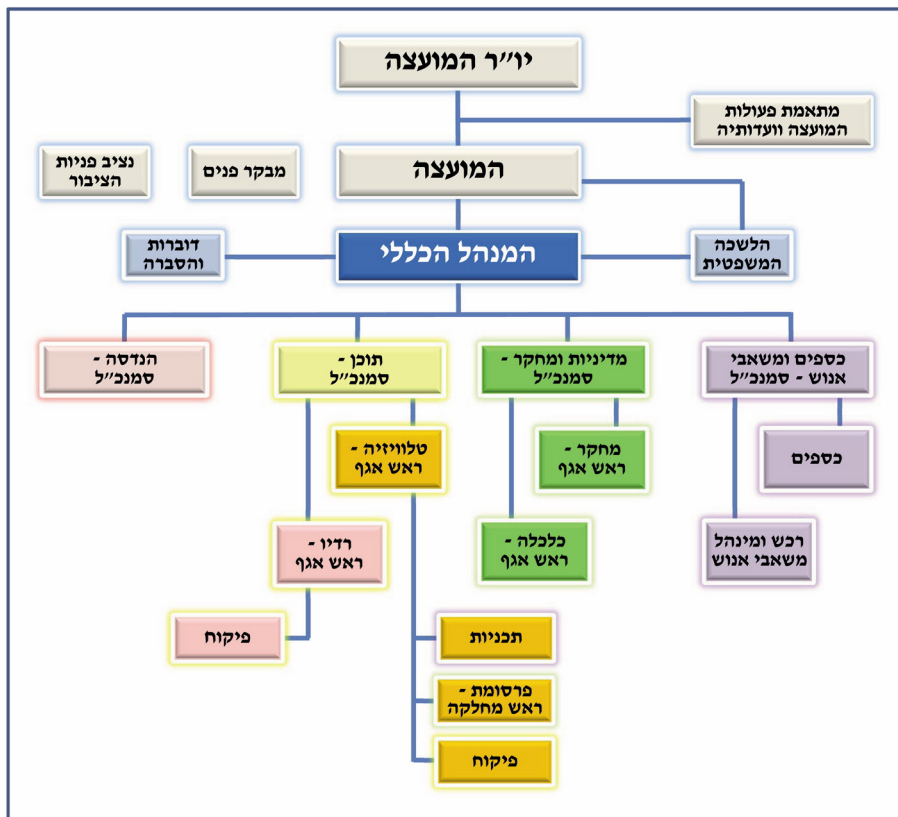 יו"ר המועצה
מתאמת פעולות
המועצה וועדותיה
המועצה
מבקר פנים
נציב פניות
הציבור
הלשכה
המשפטית
המנהל הכללי
דוברות
והסברה
כספים ומשאבי
אנוש - סמנכ"ל
מדיניות ומחקר -
סמנכ"ל
תוכן -
סמנכ"ל
הנדסה -
סמנכ"ל
כספים
מחקר -
ראש אגף
טלוויזיה -
ראש אגף
רכש ומינהל
משאבי אנוש
כלכלה -
ראש אגף
רדיו -
ראש אגף
תכניות
פיקוח
פרסומת -
ראש מחלקה
פיקוח